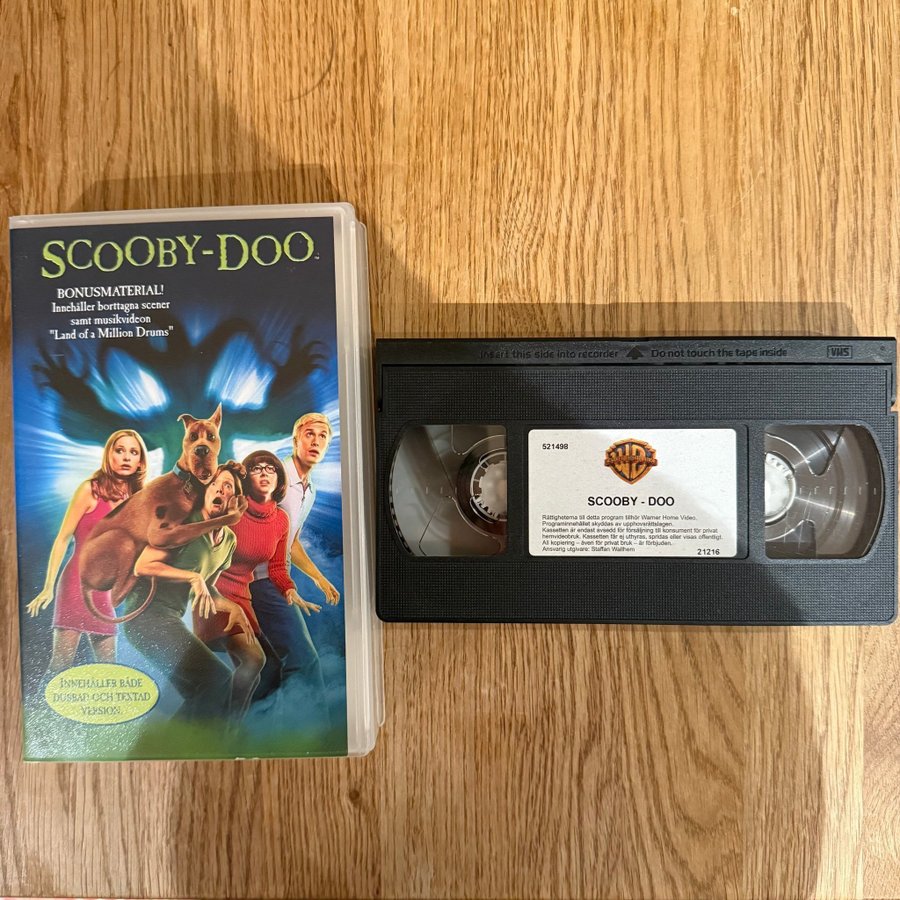 SCOOBY-DOO
BONUSMATERIAL!
Innehåller borttagna scener
samt musikvideon
"Land of a Million Drums"
INNEHÅLLER BÅDE
DUBBAD OCH TEXTAD
VERSION.
Insert this side into recorder Do not touch the tape inside VHS
521498
WB
SCOOBY - DOO
Rättigheterna till detta program tillhör Warner Home Video.
Programinnehållet skyddas av upphovsrättslagen.
Kassetten är endast avsedd för försäljning till konsument för privat
hemvideobruk. Kassetten får ej uthyras, spridas eller visas offentligt.
All kopiering – även för privat bruk – är förbjuden.
Ansvarig utgivare: Staffan Wallhem
21216